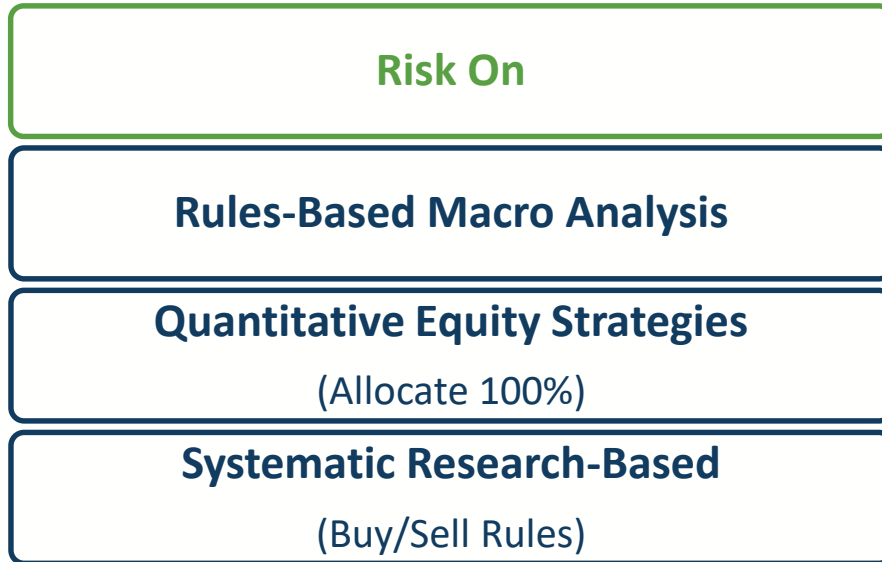 Risk On
Rules-Based Macro Analysis
Quantitative Equity Strategies
(Allocate 100%)
Systematic Research-Based
(Buy/Sell Rules)